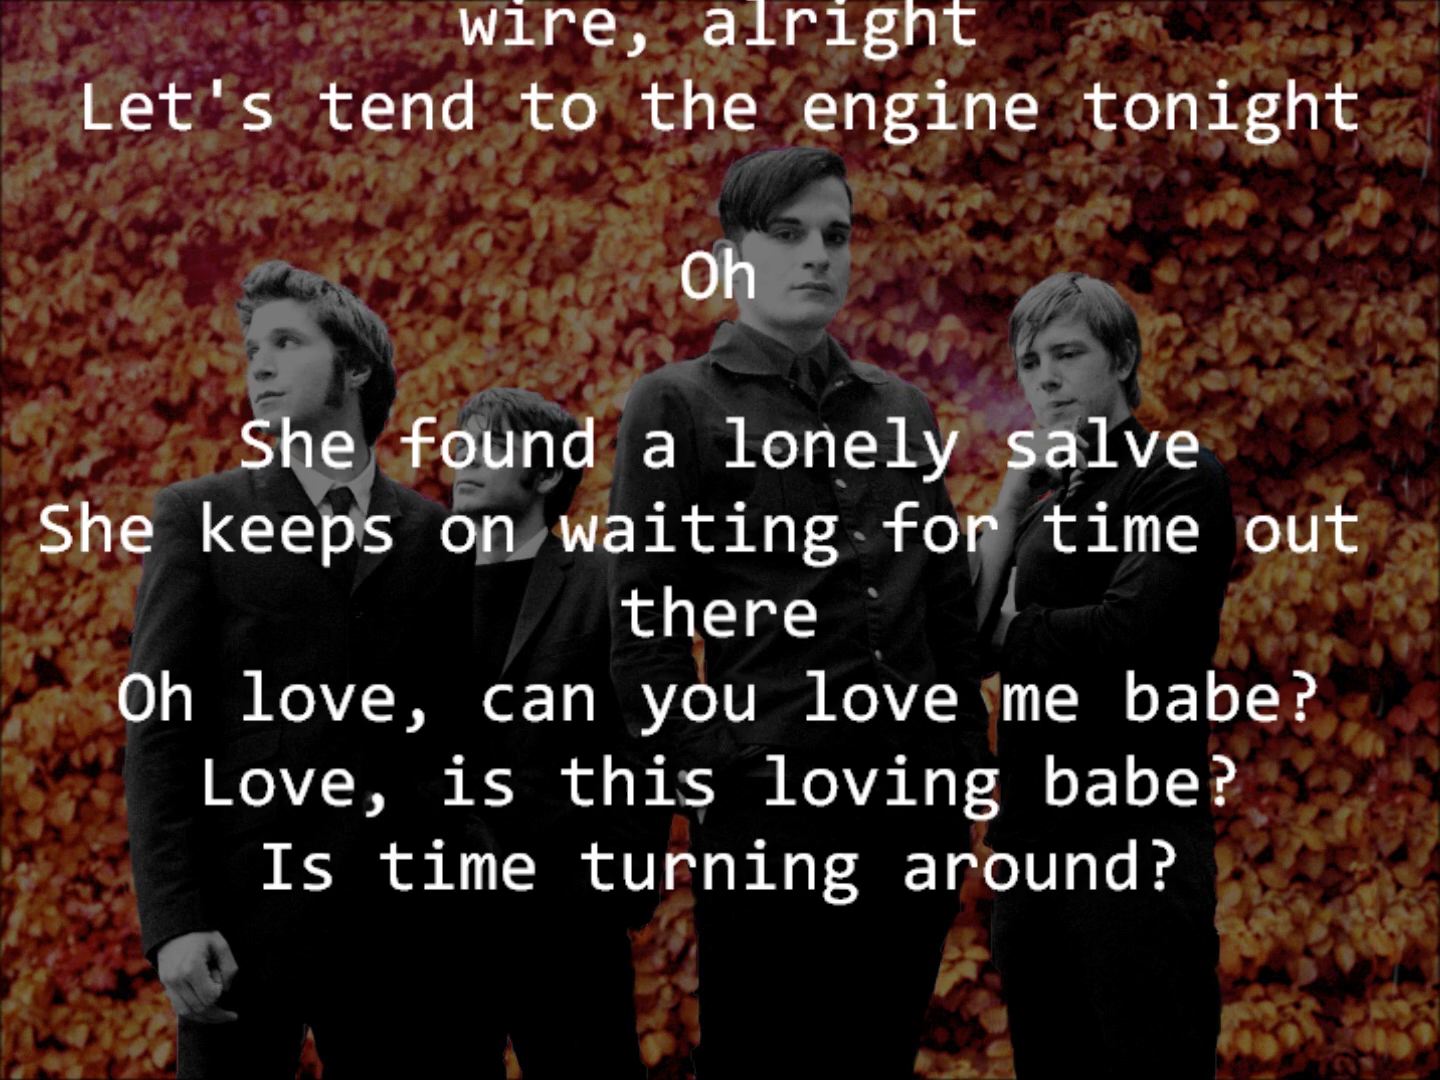 wire, alright
Let's tend to the engine tonight
Oh
She found a lonely salve
She keeps on waiting for time out
there
Oh love, can you love me babe?
Love, is this loving babe?
Is time turning around?